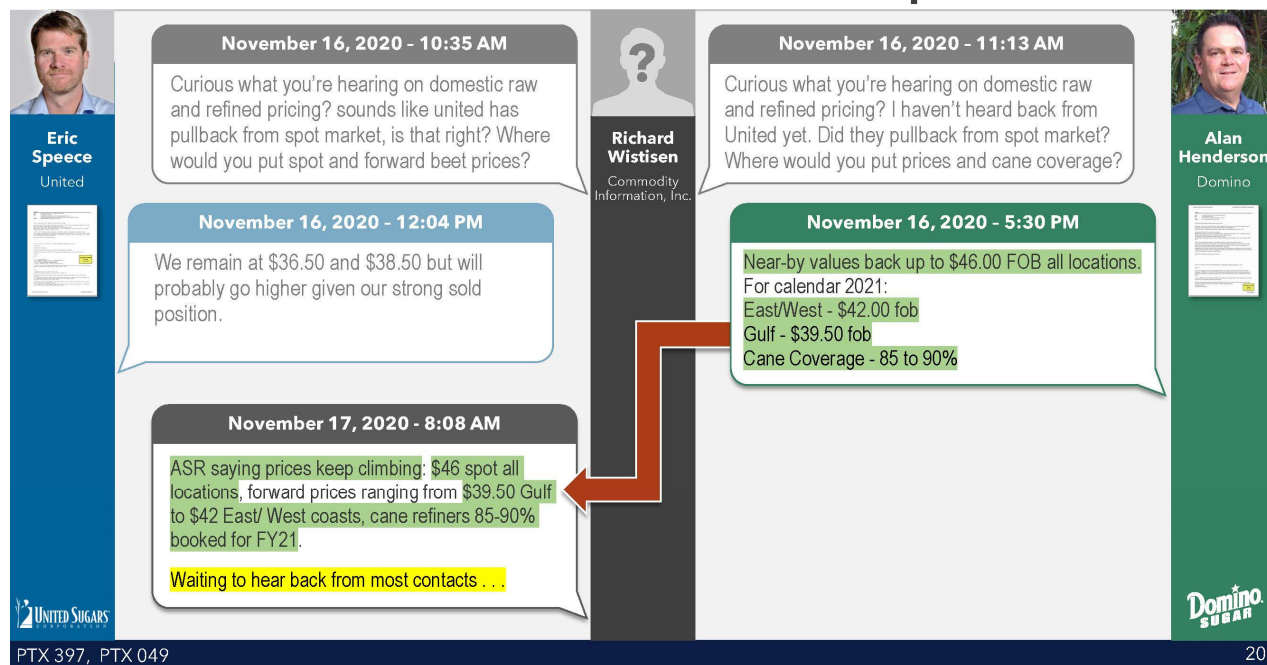 Eric
Speece
United
UNITED SUGARS
CORPORATION
November 16, 2020 - 10:35 AM
Curious what you're hearing on domestic raw
and refined pricing? sounds like united has
pullback from spot market, is that right? Where
would you put spot and forward beet prices?
?
Richard
Wistisen
Commodity
Information, Inc.
November 16, 2020 - 11:13 AM
Curious what you're hearing on domestic raw
and refined pricing? I haven't heard back from
United yet. Did they pullback from spot market?
Where would you put prices and cane coverage?
Alan
Henderson
Domino
Domino
SUGAR
November 16, 2020 - 12:04 PM
We remain at $36.50 and $38.50 but will
probably go higher given our strong sold
position.
November 16, 2020 - 5:30 PM
Near-by values back up to $46.00 FOB all locations.
For calendar 2021:
East/West - $42.00 fob
Gulf - $39.50 fob
Cane Coverage - 85 to 90%
November 17, 2020 - 8:08 AM
ASR saying prices keep climbing: $46 spot all
locations, forward prices ranging from $39.50 Gulf
to $42 East/ West coasts, cane refiners 85-90%
booked for FY21.
Waiting to hear back from most contacts . . .
PTX 397, PTX 049
20